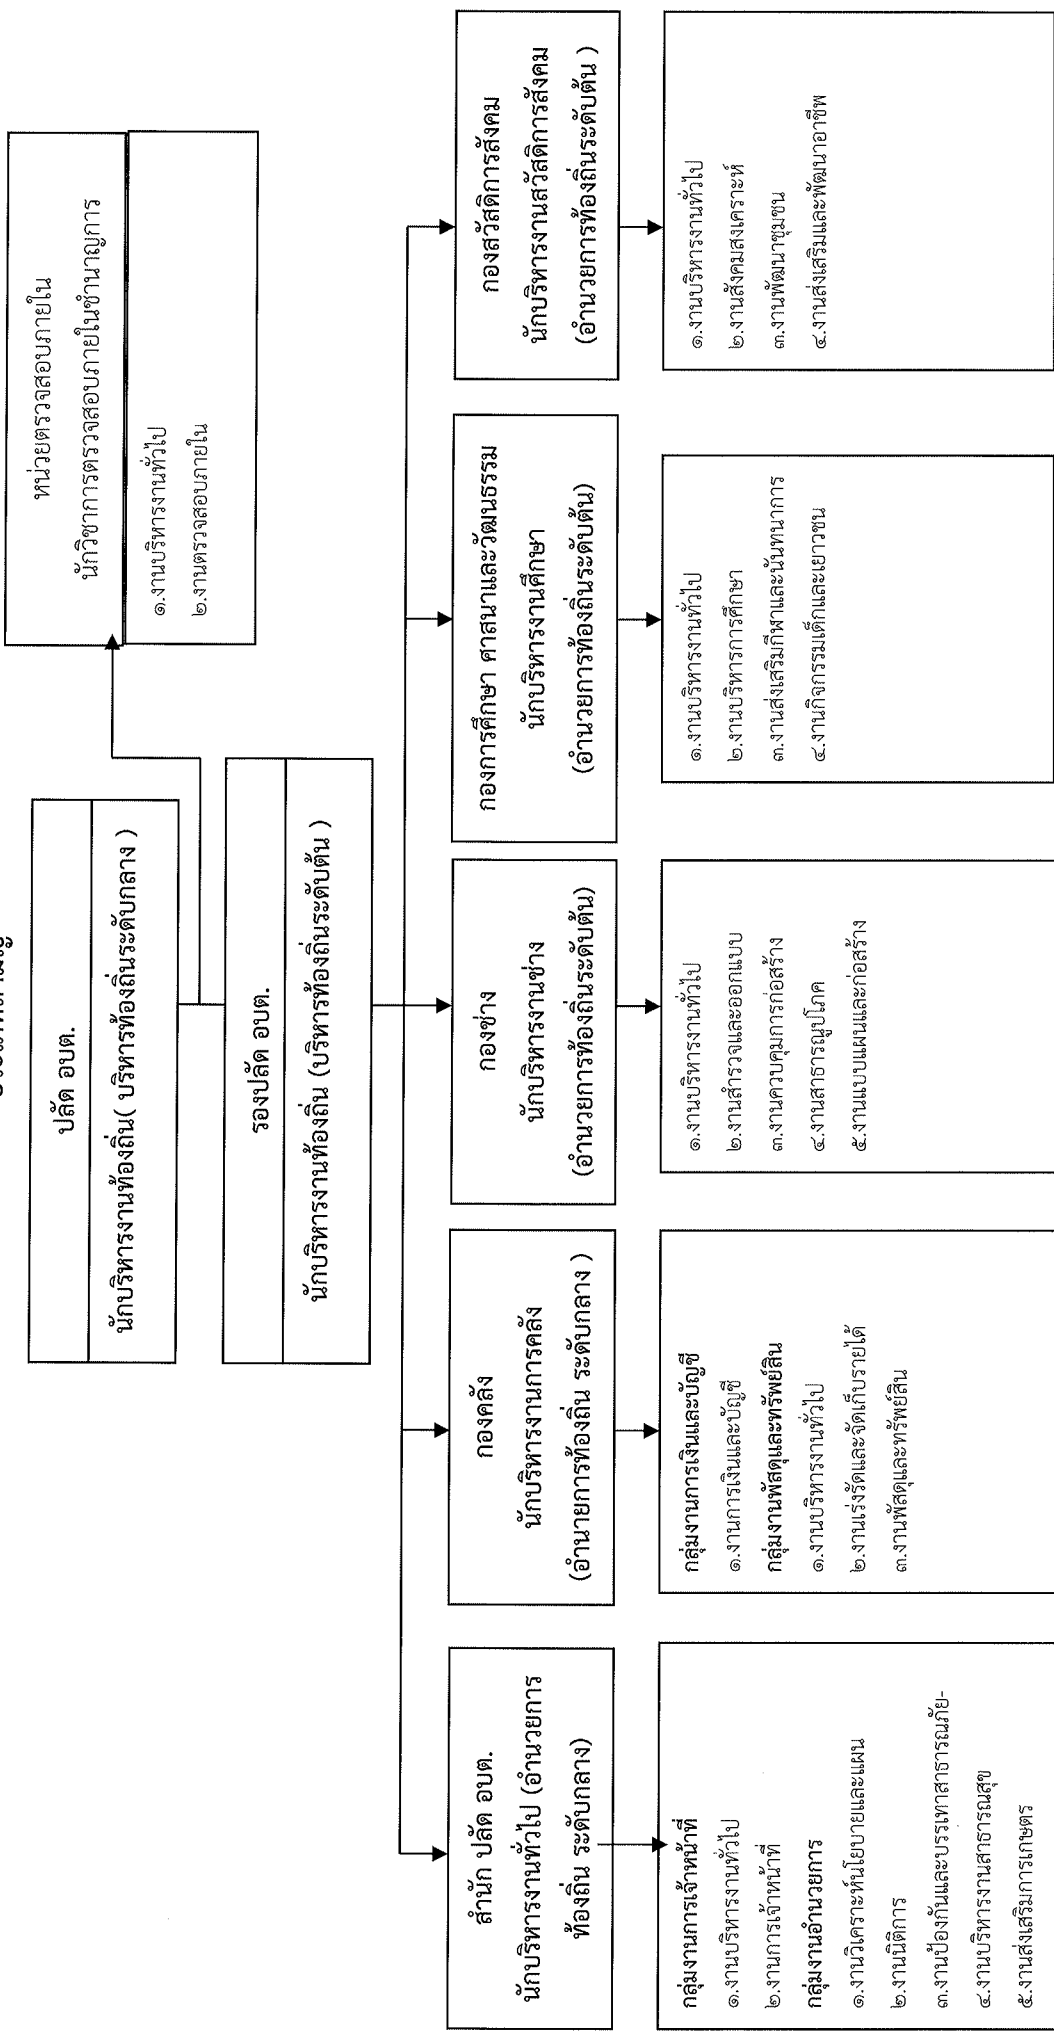 ปลัด อบต.
นักบริหารงานท้องถิ่น( บริหารท้องถิ่นระดับกลาง )
หน่วยตรวจสอบภายใน
นักวิชาการตรวจสอบภายในชำนาญการ
๑.งานบริหารงานทั่วไป
๒.งานตรวจสอบภายใน
รองปลัด อบต.
นักบริหารงานท้องถิ่น (บริหารท้องถิ่นระดับต้น )
สำนัก ปลัด อบต.
นักบริหารงานทั่วไป (อำนวยการ
ท้องถิ่น ระดับกลาง)
กลุ่มงานการเจ้าหน้าที่
๑.งานบริหารงานทั่วไป
๒.งานการเจ้าหน้าที่
กลุ่มงานอำนวยการ
๑.งานวิเคราะห์นโยบายและแผน
๒.งานนิติการ
๓.งานป้องกันและบรรเทาสาธารณภัย-
๔.งานบริหารงานสาธารณสุข
๕.งานส่งเสริมการเกษตร
กองคลัง
นักบริหารงานการคลัง
(อำนายการท้องถิ่น ระดับกลาง )
กลุ่มงานการเงินและบัญชี
๑.งานการเงินและบัญชี
กลุ่มงานพัสดุและทรัพย์สิน
๑.งานบริหารงานทั่วไป
๒.งานเร่งรัดและจัดเก็บรายได้
๓.งานพัสดุและทรัพย์สิน
กองช่าง
นักบริหารงานช่าง
(อำนวยการท้องถิ่นระดับต้น)
๑.งานบริหารงานทั่วไป
๒.งานสำรวจและออกแบบ
๓.งานควบคุมการก่อสร้าง
๔.งานสาธารณูปโภค
๕.งานแบบแผนและก่อสร้าง
กองการศึกษา ศาสนาและวัฒนธรรม
นักบริหารงานศึกษา
(อำนวยการท้องถิ่นระดับต้น)
๑.งานบริหารงานทั่วไป
๒.งานบริหารการศึกษา
๓.งานส่งเสริมกีฬาและนันทนาการ
๔.งานกิจกรรมเด็กและเยาวชน
กองสวัสดิการสังคม
นักบริหารงานสวัสดิการสังคม
(อำนวยการท้องถิ่นระดับต้น )
๑.งานบริหารงานทั่วไป
๒.งานสังคมสงเคราะห์
๓.งานพัฒนาชุมชน
๔.งานส่งเสริมและพัฒนาอาชีพ